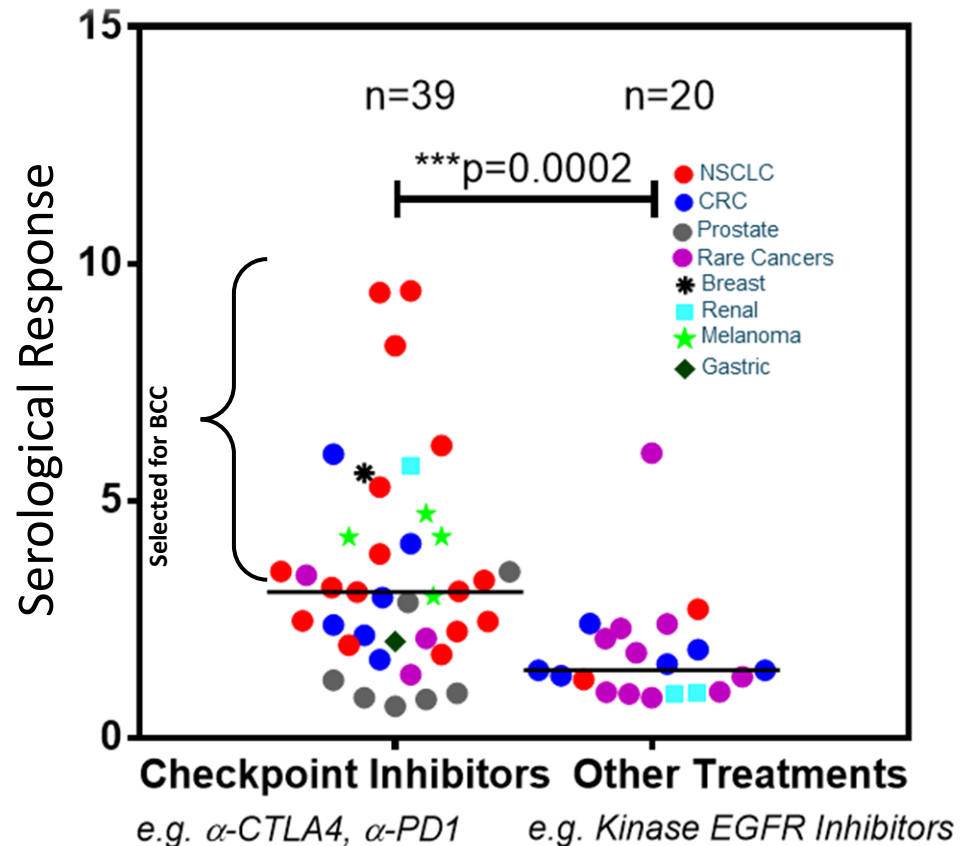 15
n=39
n=20
***p=0.0002
NSCLC
CRC
Prostate
Rare Cancers
Breast
Renal
Melanoma
Gastric
10
5
0
Serological Response
Selected for BCC
Checkpoint Inhibitors
Other Treatments
e.g. α-CTLA4, α-PD1
e.g. Kinase EGFR Inhibitors